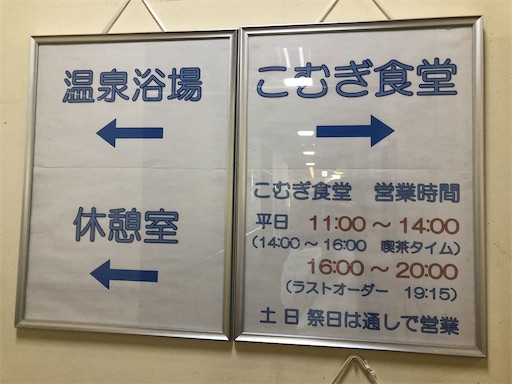 温泉浴場
←
休憩室
←
こむぎ食堂
→
こむぎ食堂 営業時間
平日 11:00～14:00
(14:00～16:00 喫茶タイム)
16:00～20:00
(ラストオーダー 19:15)
土日祭日は通しで営業